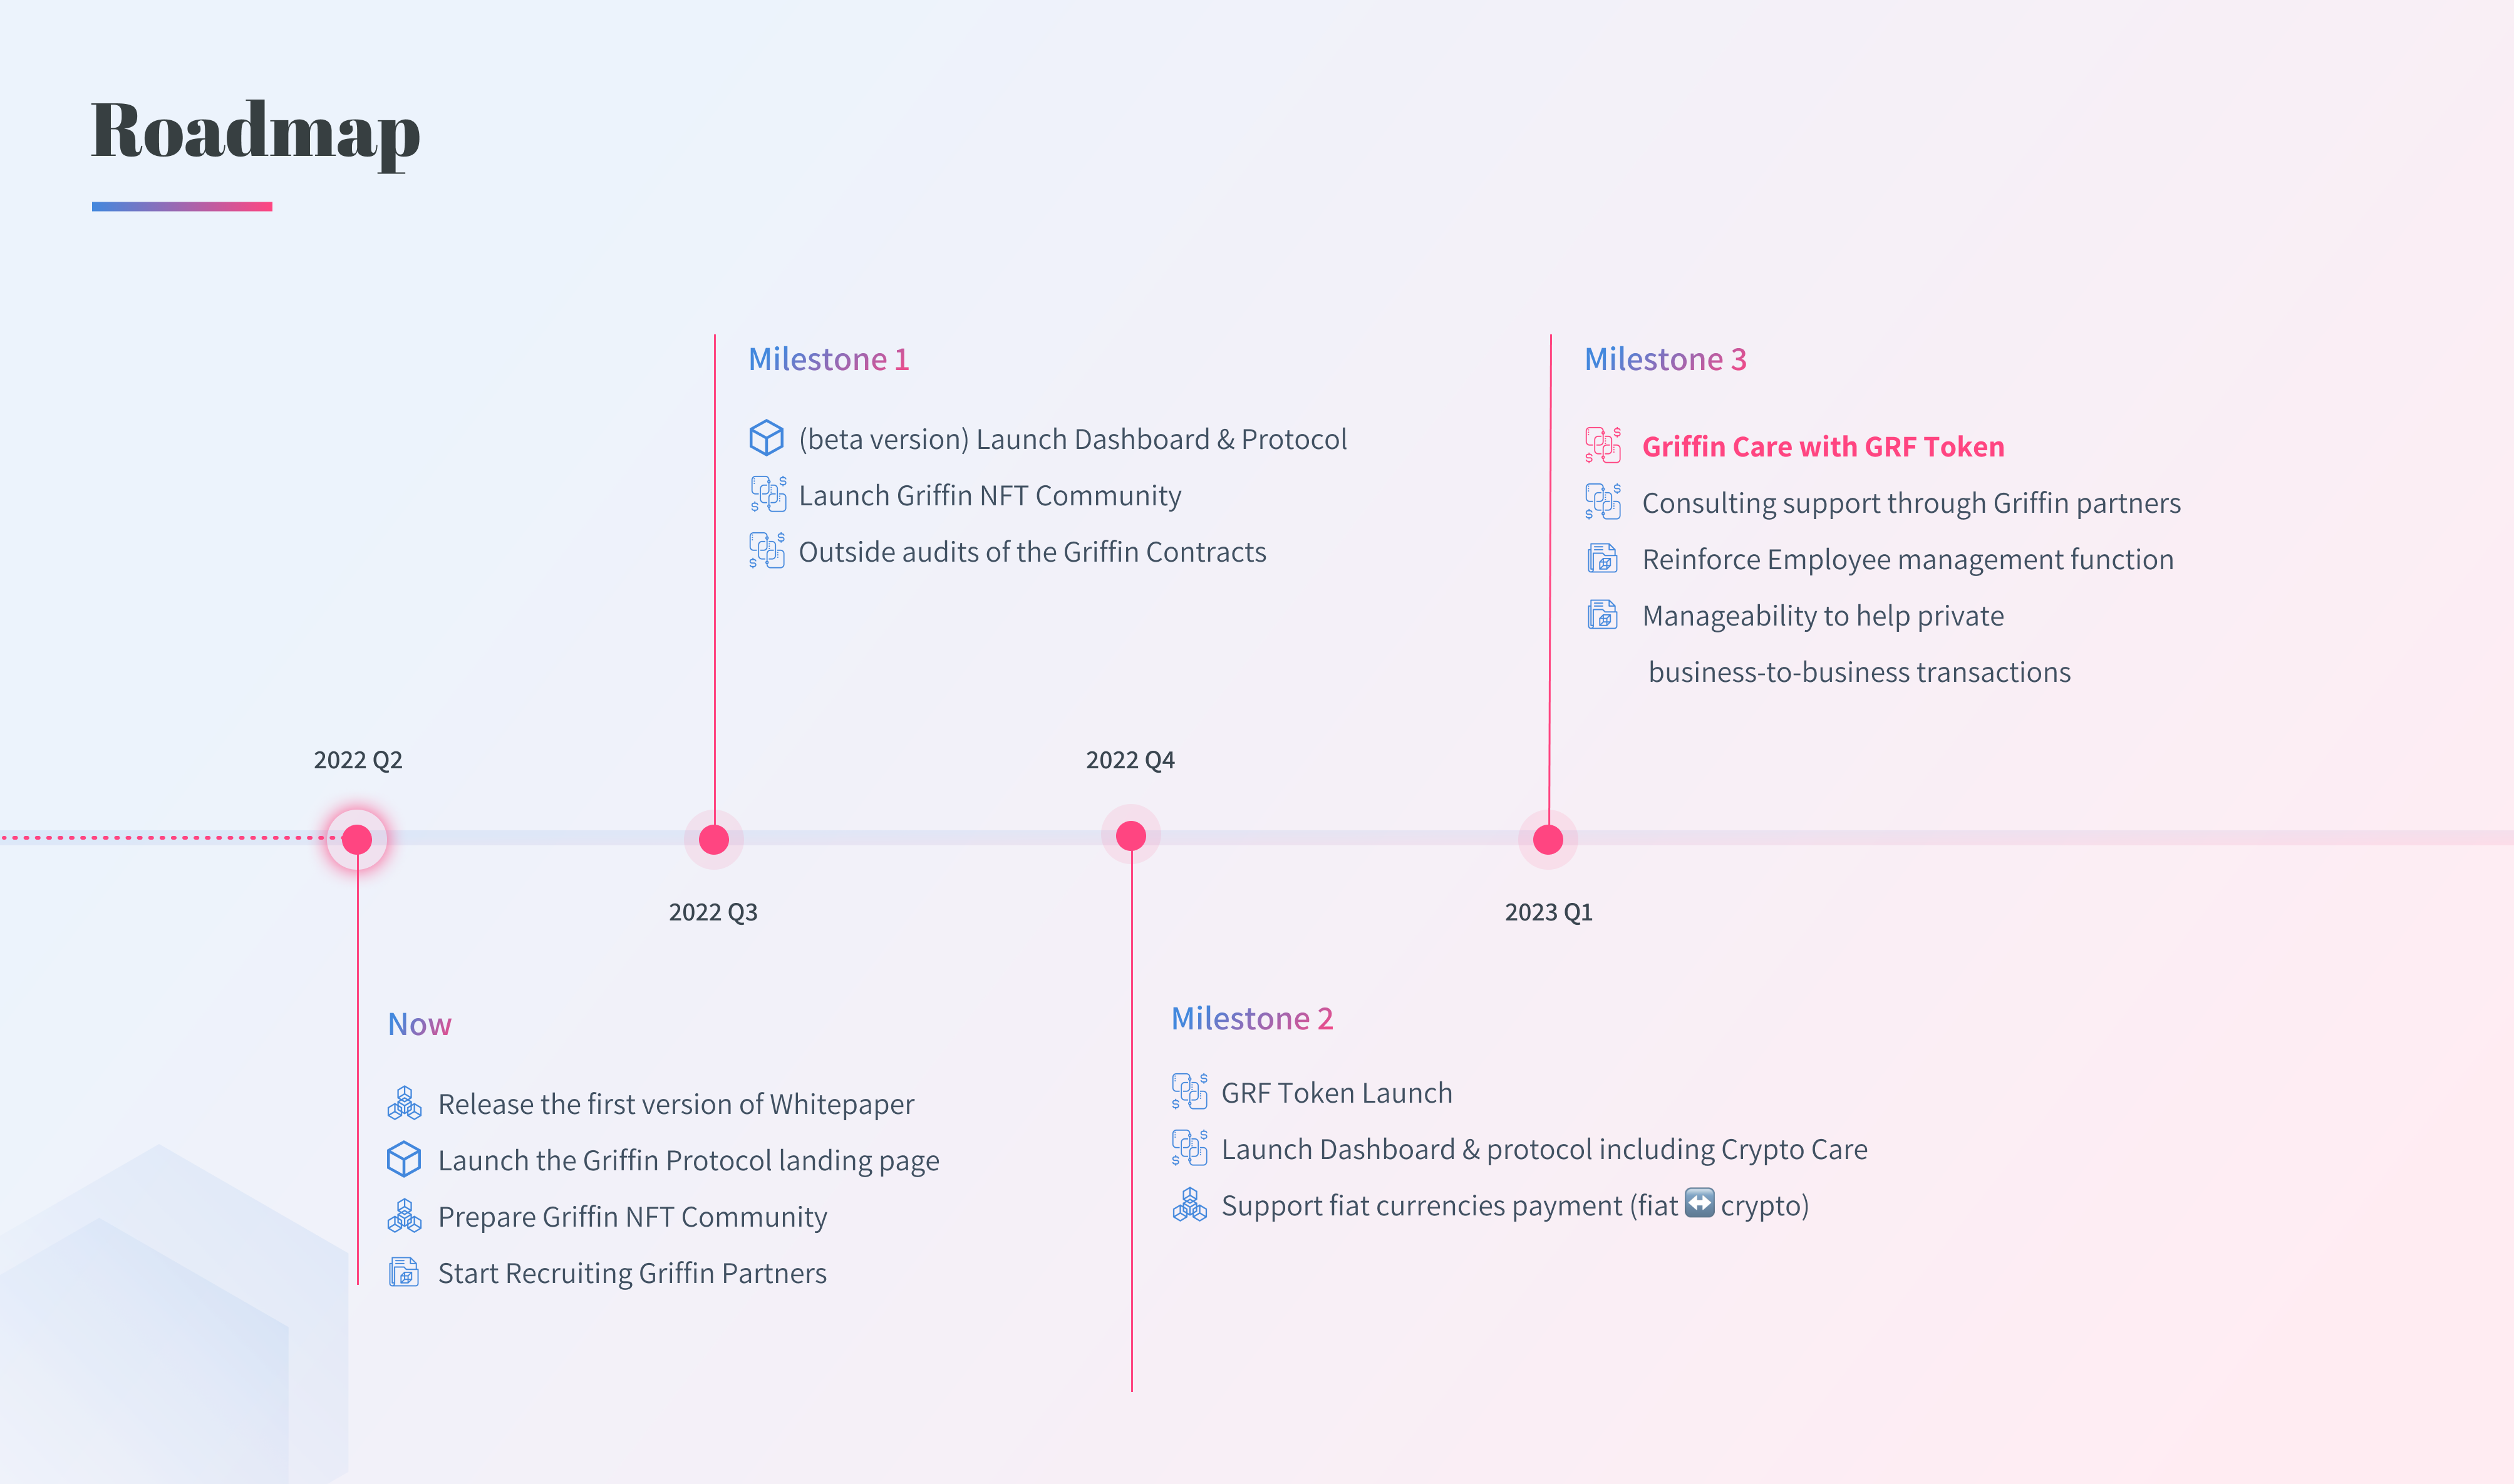 Roadmap
Milestone 1
(beta version) Launch Dashboard & Protocol
Launch Griffin NFT Community
Outside audits of the Griffin Contracts
Milestone 3
Griffin Care with GRF Token
Consulting support through Griffin partners
Reinforce Employee management function
Manageability to help private
business-to-business transactions
2022 Q2
2022 Q4
2022 Q3
2023 Q1
Now
Release the first version of Whitepaper
Launch the Griffin Protocol landing page
Prepare Griffin NFT Community
Start Recruiting Griffin Partners
Milestone 2
GRF Token Launch
Launch Dashboard & protocol including Crypto Care
Support fiat currencies payment (fiat ↔️ crypto)